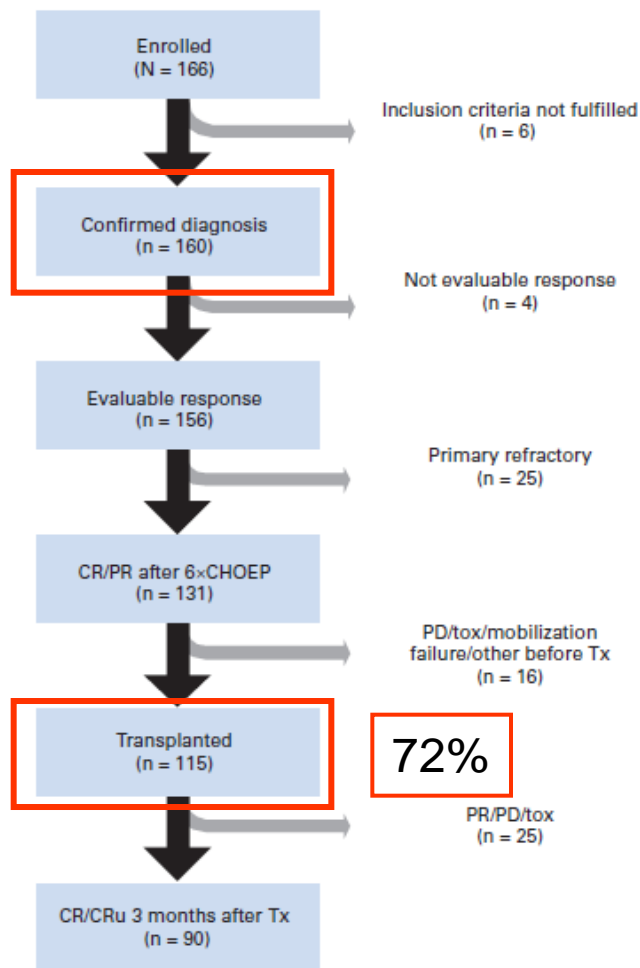 Enrolled
(N = 166)
Inclusion criteria not fulfilled
(n = 6)
Confirmed diagnosis
(n = 160)
Not evaluable response
(n = 4)
Evaluable response
(n = 156)
Primary refractory
(n = 25)
CR/PR after 6×CHOEP
(n = 131)
PD/tox/mobilization
failure/other before Tx
(n = 16)
Transplanted
(n = 115)
72%
PR/PD/tox
(n = 25)
CR/CRu 3 months after Tx
(n = 90)